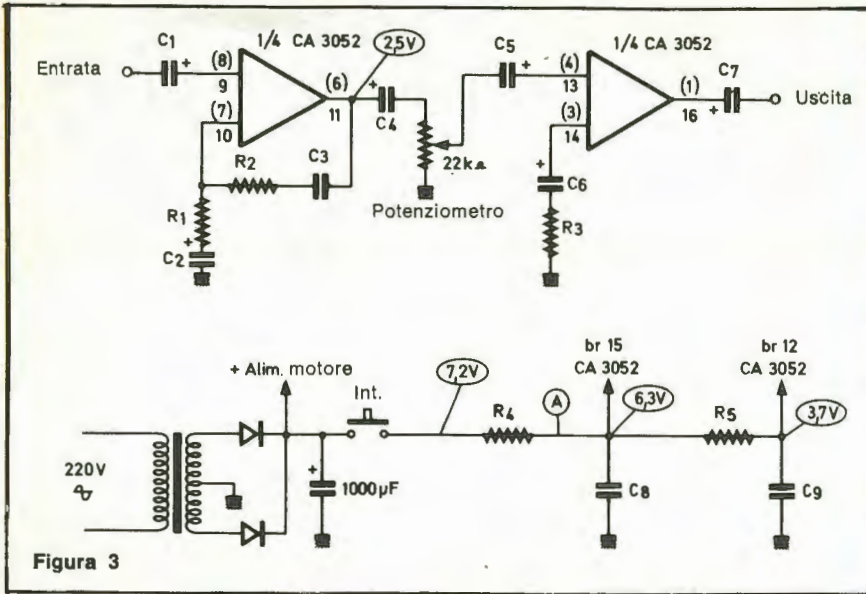 C1
1/4 CA 3052
2,5V
C5
1/4 CA 3052
C7
Entrata
(8)
9
(6)
11
(4)
13
(1)
16
Uscita
(7)
10
C4
(3)
14
R2
C3
22kΩ
C6
Potenziometro
R1
R3
C2
br 15
CA 3052
br 12
CA 3052
+ Alim. motore
Int.
7,2V
R4
A
6,3V
R5
3,7V
220V
1000µF
C8
C9
Figura 3